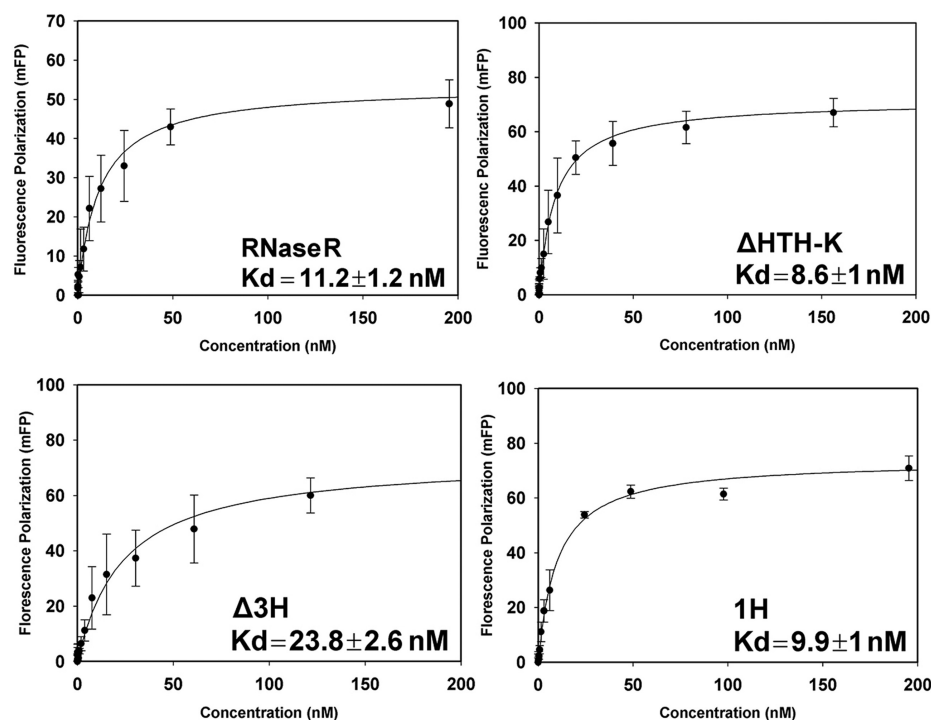 Fluorescence Polarization (mFP)
70
60
50
40
30
20
10
0
RNaseR
Kd = 11.2±1.2 nM
0 50 100 150 200
Concentration (nM)
Fluorescenc Polarization (mFP)
100
80
60
40
20
0
ΔHTH-K
Kd=8.6±1 nM
0 50 100 150 200
Concentration (nM)
Florescence Polarization (mFP)
100
80
60
40
20
0
Δ3H
Kd=23.8±2.6 nM
0 50 100 150 200
Concentration (nM)
Florescence Polarization (mFP)
100
80
60
40
20
0
1H
Kd=9.9±1 nM
0 50 100 150 200
Concentration (nM)